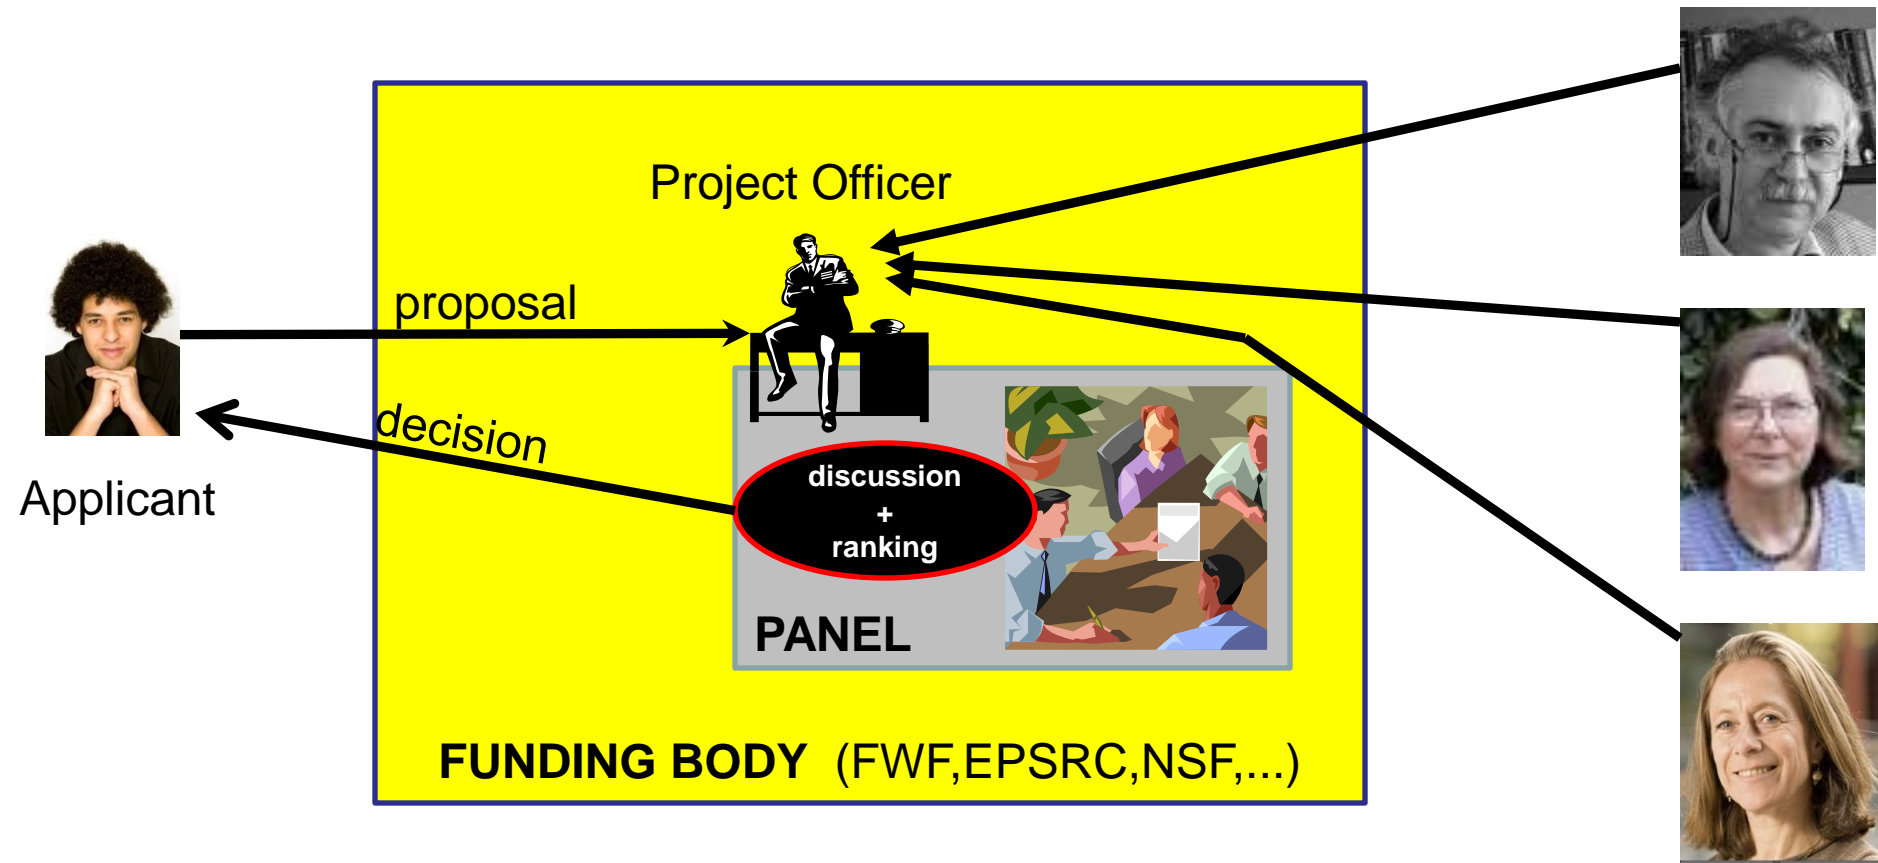 Project Officer
proposal
decision
Applicant
discussion
+
ranking
PANEL
FUNDING BODY (FWF,EPSRC,NSF,...)